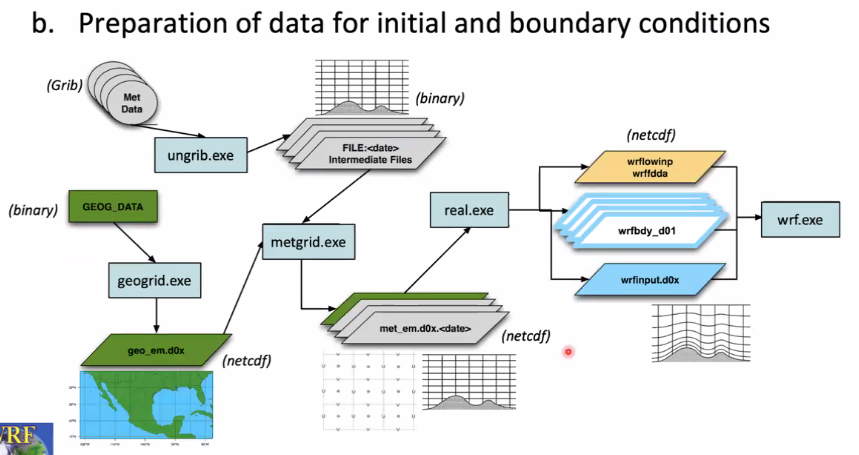 b. Preparation of data for initial and boundary conditions
(Grib)
Met
Data
ungrib.exe
(binary)
FILE:<date>
Intermediate Files
(binary)
GEOG_DATA
geogrid.exe
geo_em.d0x
(netcdf)
metgrid.exe
met_em.d0x.<date>
(netcdf)
real.exe
(netcdf)
wrflowinp
wrffdda
wrfbdy_d01
wrfinput.d0x
wrf.exe
WRF